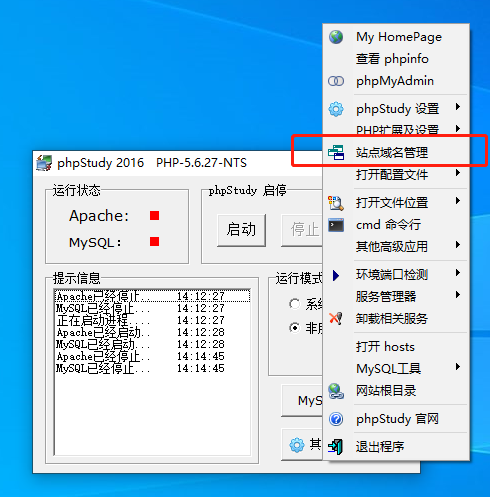 My HomePage
查看 phpinfo
phpMyAdmin
phpStudy 设置
PHP扩展及设置
站点域名管理
打开配置文件
打开文件位置
cmd 命令行
其他高级应用
环境端口检测
服务管理器
卸载相关服务
打开 hosts
MySQL工具
网站根目录
phpStudy 官网
退出程序
phpStudy 2016 PHP-5.6.27-NTS
运行状态
Apache:
MySQL:
phpStudy 启停
启动
停止
提示信息
Apache已经停止... 14:12:27
MySQL已经停止... 14:12:27
正在启动进程... 14:12:27
Apache已经启动... 14:12:28
MySQL已经启动... 14:12:28
Apache已经停止... 14:14:45
MySQL已经停止... 14:14:45
运行模式
系
非
MyS
其